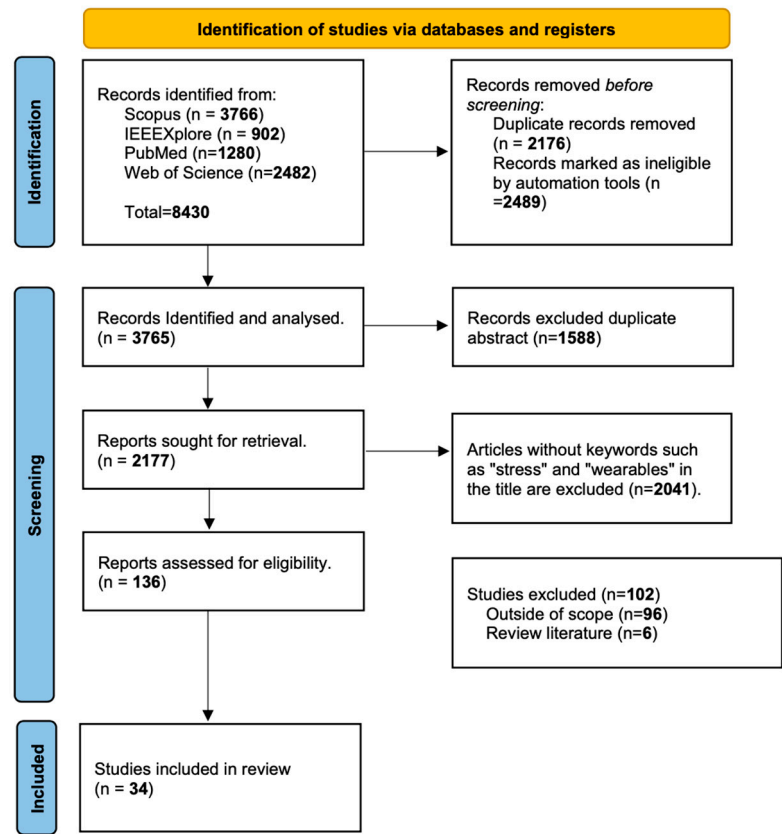 Identification of studies via databases and registers
Identification
Records identified from:
Scopus (n = 3766)
IEEEXplore (n = 902)
PubMed (n=1280)
Web of Science (n=2482)
Total=8430
Records removed before
screening:
Duplicate records removed
(n = 2176)
Records marked as ineligible
by automation tools (n
=2489)
Screening
Records Identified and analysed.
(n = 3765)
Records excluded duplicate
abstract (n=1588)
Reports sought for retrieval.
(n = 2177)
Articles without keywords such
as "stress" and "wearables" in
the title are excluded (n=2041).
Reports assessed for eligibility.
(n = 136)
Studies excluded (n=102)
Outside of scope (n=96)
Review literature (n=6)
Included
Studies included in review
(n = 34)